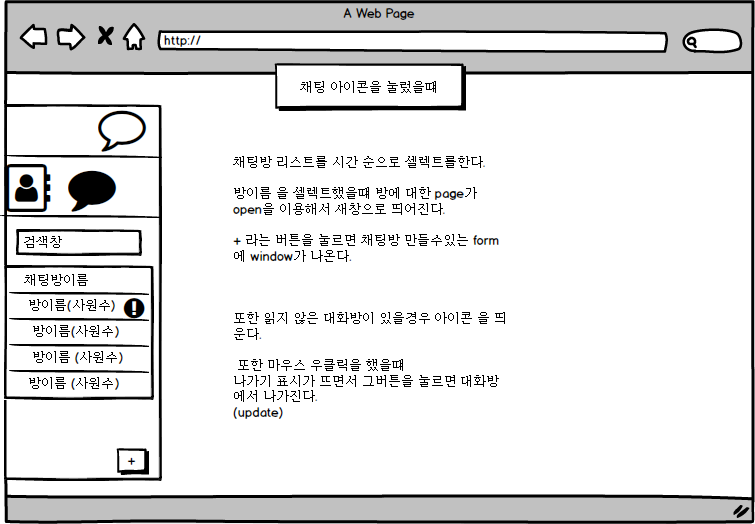 A Web Page
http://
채팅 아이콘을 눌렀을떄
채팅방 리스트를 시간 순으로 셀렉트를한다.
방이름 을 셀렉트했을떄 방에 대한 page가
open을 이용해서 새창으로 띄어진다.
+ 라는 버튼을 눌르면 채팅방 만들수있는 form
에 window가 나온다.
또한 읽지 않은 대화방이 있을경우 아이콘 을 띄
운다.
또한 마우스 우클릭을 했을떄
나가기 표시가 뜨면서 그버튼을 눌르면 대화방
에서 나가진다.
(update)
검색창
채팅방이름
방이름(사원수)
방이름(사원수)
방이름 (사원수)
방이름 (사원수)
+